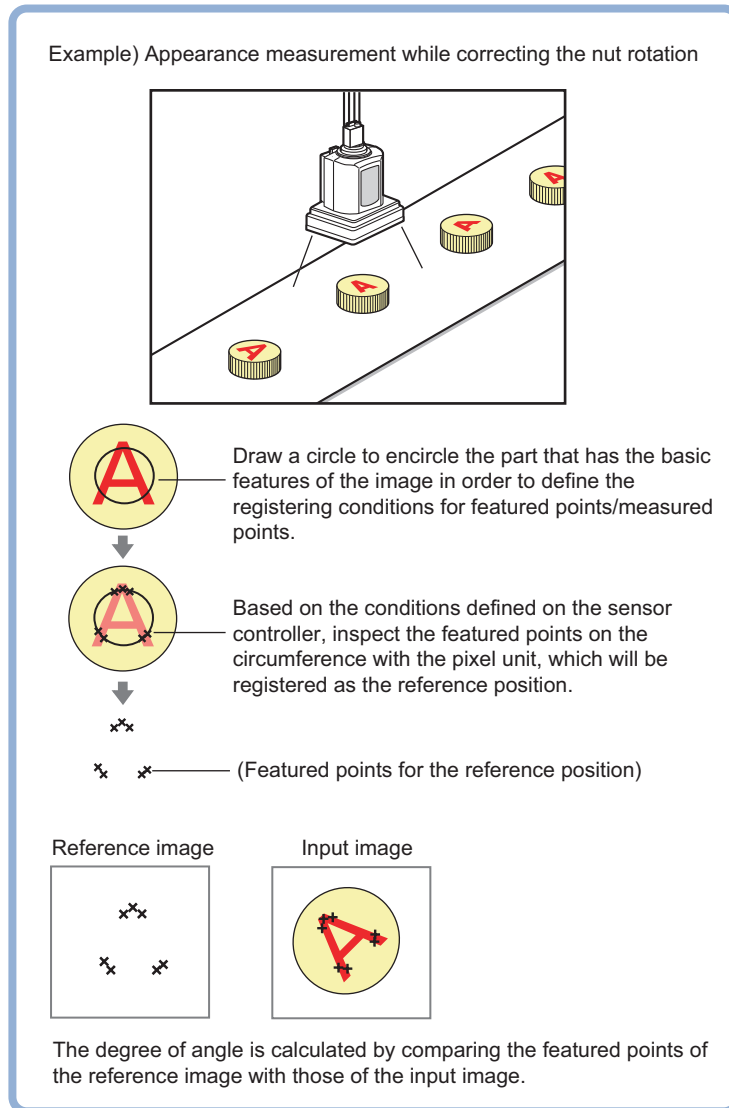 Example) Appearance measurement while correcting the nut rotation
A
A
A
A
A
Draw a circle to encircle the part that has the basic
features of the image in order to define the
registering conditions for featured points/measured
points.
A
Based on the conditions defined on the sensor
controller, inspect the featured points on the
circumference with the pixel unit, which will be
registered as the reference position.
(Featured points for the reference position)
Reference image
Input image
A
The degree of angle is calculated by comparing the featured points of
the reference image with those of the input image.